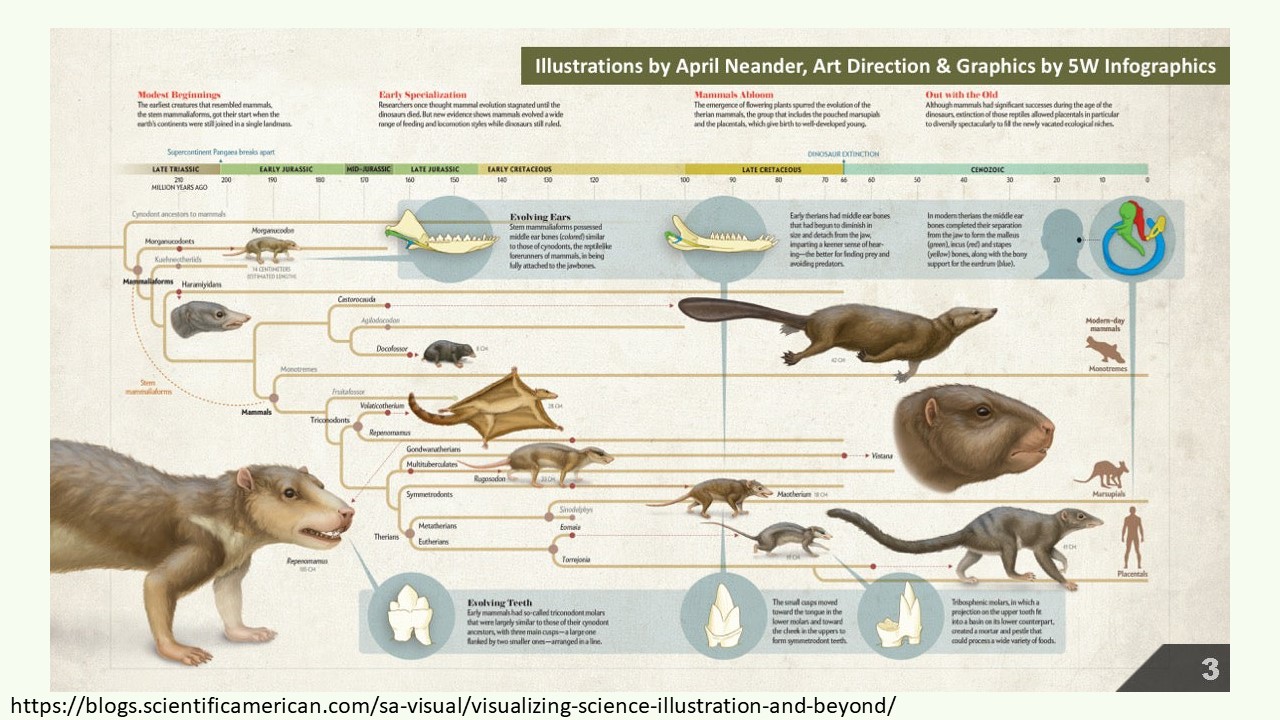 Illustrations by April Neander, Art Direction & Graphics by 5W Infographics
Modest Beginnings
The earliest creatures that resembled mammals,
the stem mammaliaforms, got their start when the
earth's continents were still joined in a single landmass.
Early Specialization
Researchers once thought mammal evolution stagnated until the
dinosaurs died. But new evidence shows mammals evolved a wide
range of feeding and locomotion styles while dinosaurs still ruled.
Mammals Abloom
The emergence of flowering plants spurred the evolution of the
therian mammals, the group that includes the pouched marsupials
and the placentals, which give birth to well-developed young.
Out with the Old
Although mammals had significant successes during the age of the
dinosaurs, extinction of those reptiles allowed placentals in particular
to diversify spectacularly to fill the newly vacated ecological niches.
Supercontinent Pangaea breaks apart
DINOSAUR EXTINCTION
LATE TRIASSIC EARLY JURASSIC MID-JURASSIC LATE JURASSIC EARLY CRETACEOUS LATE CRETACEOUS CENOZOIC
210 200 190 180 170 160 150 130 120 100 90 80 70 66 60 50 40 30 20 10 0
MILLION YEARS AGO
Cynodont ancestors to mammals
Morganucodonts
Morganucodon
Kuehneotheriids
14 CENTIMETERS
(ESTIMATED LENGTHS)
Evolving Ears
Stem mammaliaforms possessed
middle ear bones (colored) similar
to those of cynodonts, the reptilelike
forerunners of mammals, in being
fully attached to the jawbones.
Early therians had middle ear bones
that had begun to diminish in
size and detach from the jaw,
imparting a keener sense of hear-
ing—the better for finding prey and
avoiding predators.
In modern therians the middle ear
bones completed their separation
from the jaw to form the malleus
(green), incus (red) and stapes
(yellow) bones, along with the bony
support for the eardrum (blue).
Mammaliaforms
Haramiyidans
Castorocauda
Agilodocodon
Docofossor
8 CM
42 CM
Modern-day
mammals
Monotremes
Stem
mammaliaforms
Monotremes
Mammals
Fruitafossor
Volaticotherium
28 CM
Triconodonts
Repenomamus
Gondwanatherians
Vintana
Multituberculates
Rugosodon
Marsupials
Symmetrodonts
Maotherium
Sinodelphys
Metatherians
Eomaia
Therians
Eutherians
Torrejonia
Placentals
Repenomamus
Evolving Teeth
Early mammals had so-called triconodont molars
that were largely similar to those of their cynodont
ancestors, with three main cusps—a large one
flanked by two smaller ones—arranged in a line.
The small cusps moved
toward the tongue in the
lower molars and toward
the cheek in the uppers to
form symmetrodont teeth.
Tribosphenic molars, in which a
projection on the upper tooth fit
into a basin on its lower counterpart,
created a mortar and pestle that
could process a wide variety of foods.
3
https://blogs.scientificamerican.com/sa-visual/visualizing-science-illustration-and-beyond/